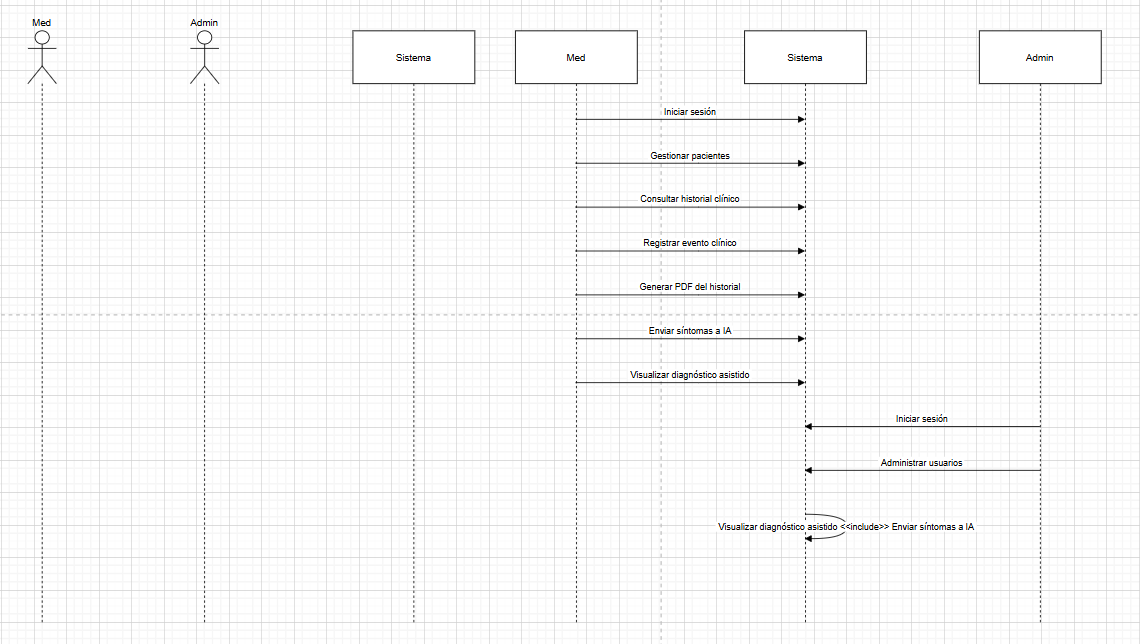 Med
Admin
Sistema
Med
Sistema
Admin
Iniciar sesión
Gestionar pacientes
Consultar historial clínico
Registrar evento clínico
Generar PDF del historial
Enviar síntomas a IA
Visualizar diagnóstico asistido
Iniciar sesión
Administrar usuarios
Visualizar diagnóstico asistido <<include>> Enviar síntomas a IA